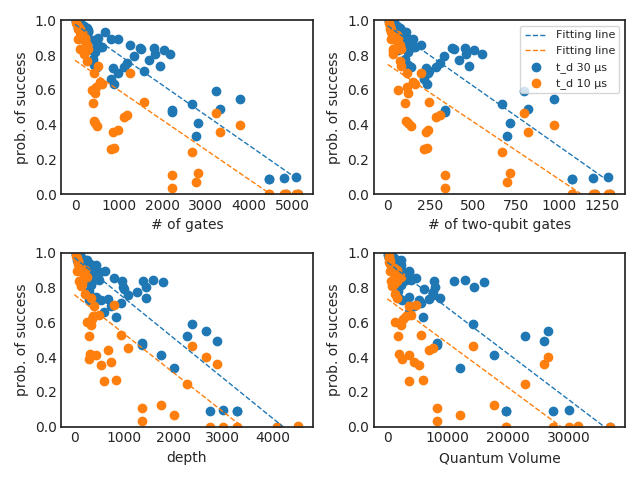 1.0
0.8
0.6
0.4
0.2
0.0
prob. of success
0 1000 2000 3000 4000 5000
# of gates
1.0
0.8
0.6
0.4
0.2
0.0
prob. of success
Fitting line
Fitting line
t_d 30 μs
t_d 10 μs
0 250 500 750 1000 1250
# of two-qubit gates
1.0
0.8
0.6
0.4
0.2
0.0
prob. of success
0 1000 2000 3000 4000
depth
1.0
0.8
0.6
0.4
0.2
0.0
prob. of success
0 10000 20000 30000
Quantum Volume